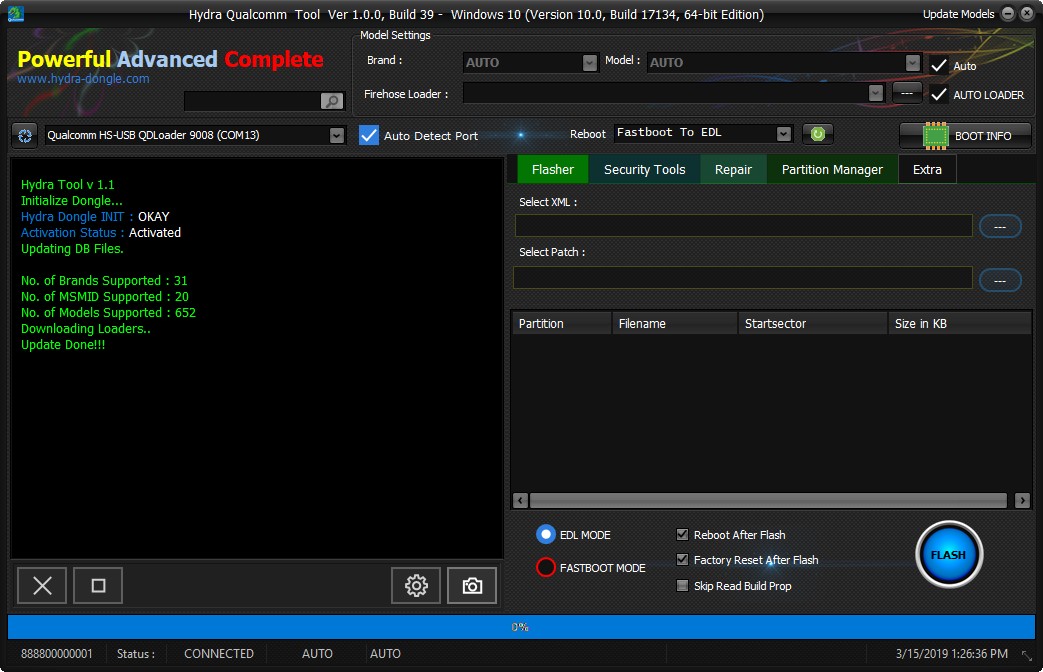 Hydra Qualcomm Tool Ver 1.0.0, Build 39 - Windows 10 (Version 10.0, Build 17134, 64-bit Edition)
Update Models
Powerful Advanced Complete
www.hydra-dongle.com
Model Settings
Brand :
AUTO
Model :
AUTO
Auto
Firehose Loader :
---
AUTO LOADER
Qualcomm HS-USB QDLoader 9008 (COM13)
Auto Detect Port
Reboot
Fastboot To EDL
BOOT INFO
Hydra Tool v 1.1
Initialize Dongle...
Hydra Dongle INIT : OKAY
Activation Status : Activated
Updating DB Files.
No. of Brands Supported : 31
No. of MSMID Supported : 20
No. of Models Supported : 652
Downloading Loaders..
Update Done!!!
Flasher
Security Tools
Repair
Partition Manager
Extra
Select XML :
---
Select Patch :
---
Partition
Filename
Startsector
Size in KB
EDL MODE
FASTBOOT MODE
Reboot After Flash
Factory Reset After Flash
Skip Read Build Prop
FLASH
0%
888800000001
Status :
CONNECTED
AUTO
AUTO
3/15/2019 1:26:36 PM